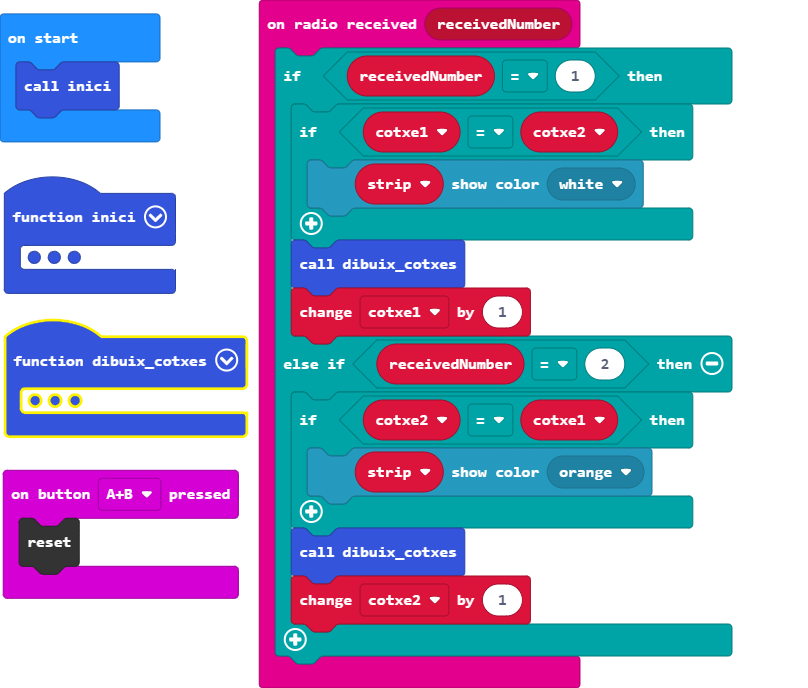 on start
call inici
function inici
function dibuix_cotxes
on button A+B pressed
reset
on radio received receivedNumber
if receivedNumber = 1 then
if cotxe1 = cotxe2 then
strip show color white
call dibuix_cotxes
change cotxe1 by 1
else if receivedNumber = 2 then
if cotxe2 = cotxe1 then
strip show color orange
call dibuix_cotxes
change cotxe2 by 1